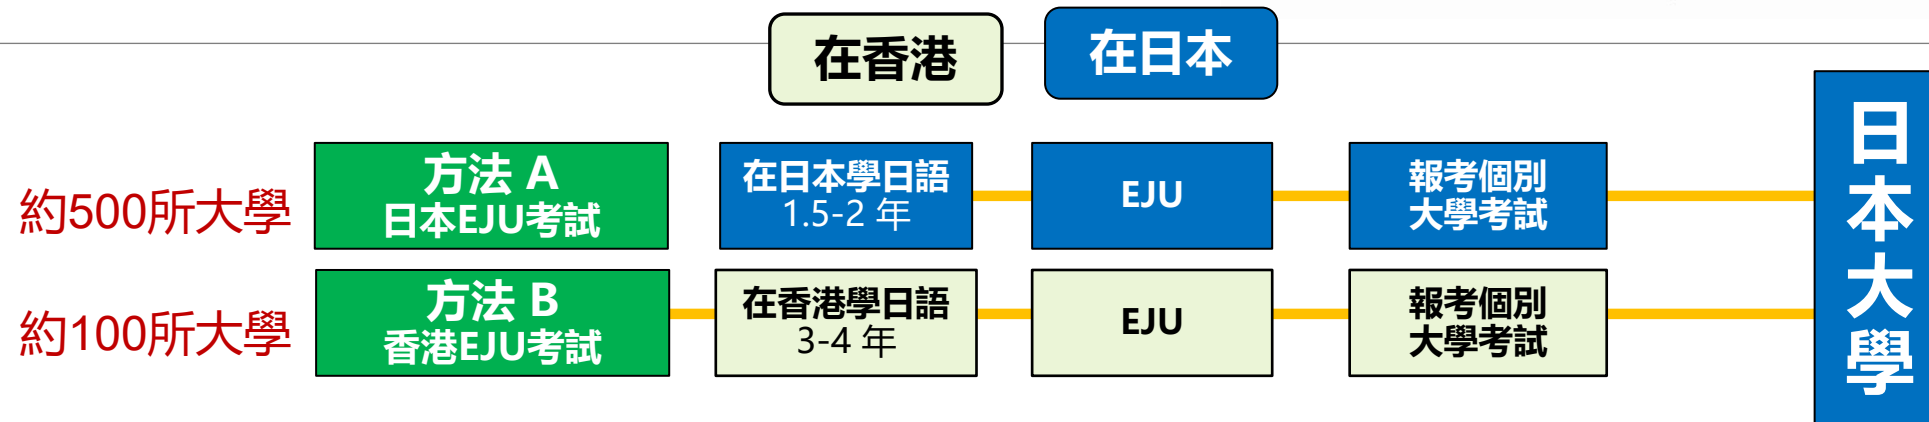 在香港
在日本
約500所大學
方法 A
日本EJU考試
在日本學日語
1.5-2 年
EJU
報考個別
大學考試
約100所大學
方法 B
香港EJU考試
在香港學日語
3-4 年
EJU
報考個別
大學考試
日本大學